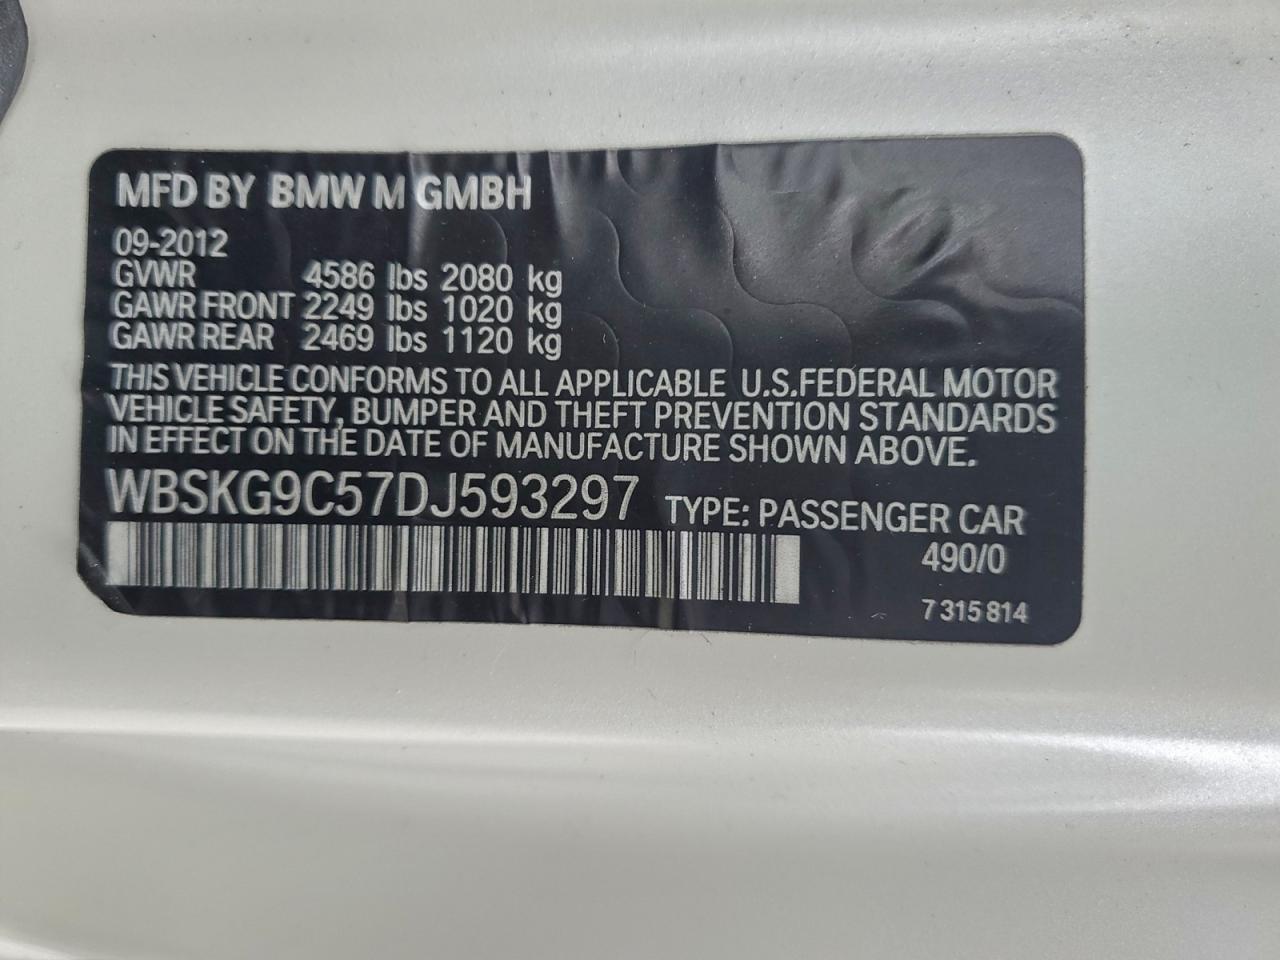 MFD BY BMW M GMBH
09-2012
GVWR 4586 lbs 2080 kg
GAWR FRONT 2249 lbs 1020 kg
GAWR REAR 2469 lbs 1120 kg
THIS VEHICLE CONFORMS TO ALL APPLICABLE U.S.FEDERAL MOTOR
VEHICLE SAFETY, BUMPER AND THEFT PREVENTION STANDARDS
IN EFFECT ON THE DATE OF MANUFACTURE SHOWN ABOVE.
WBSKG9C57DJ593297 TYPE: PASSENGER CAR
490/0
7 315 814